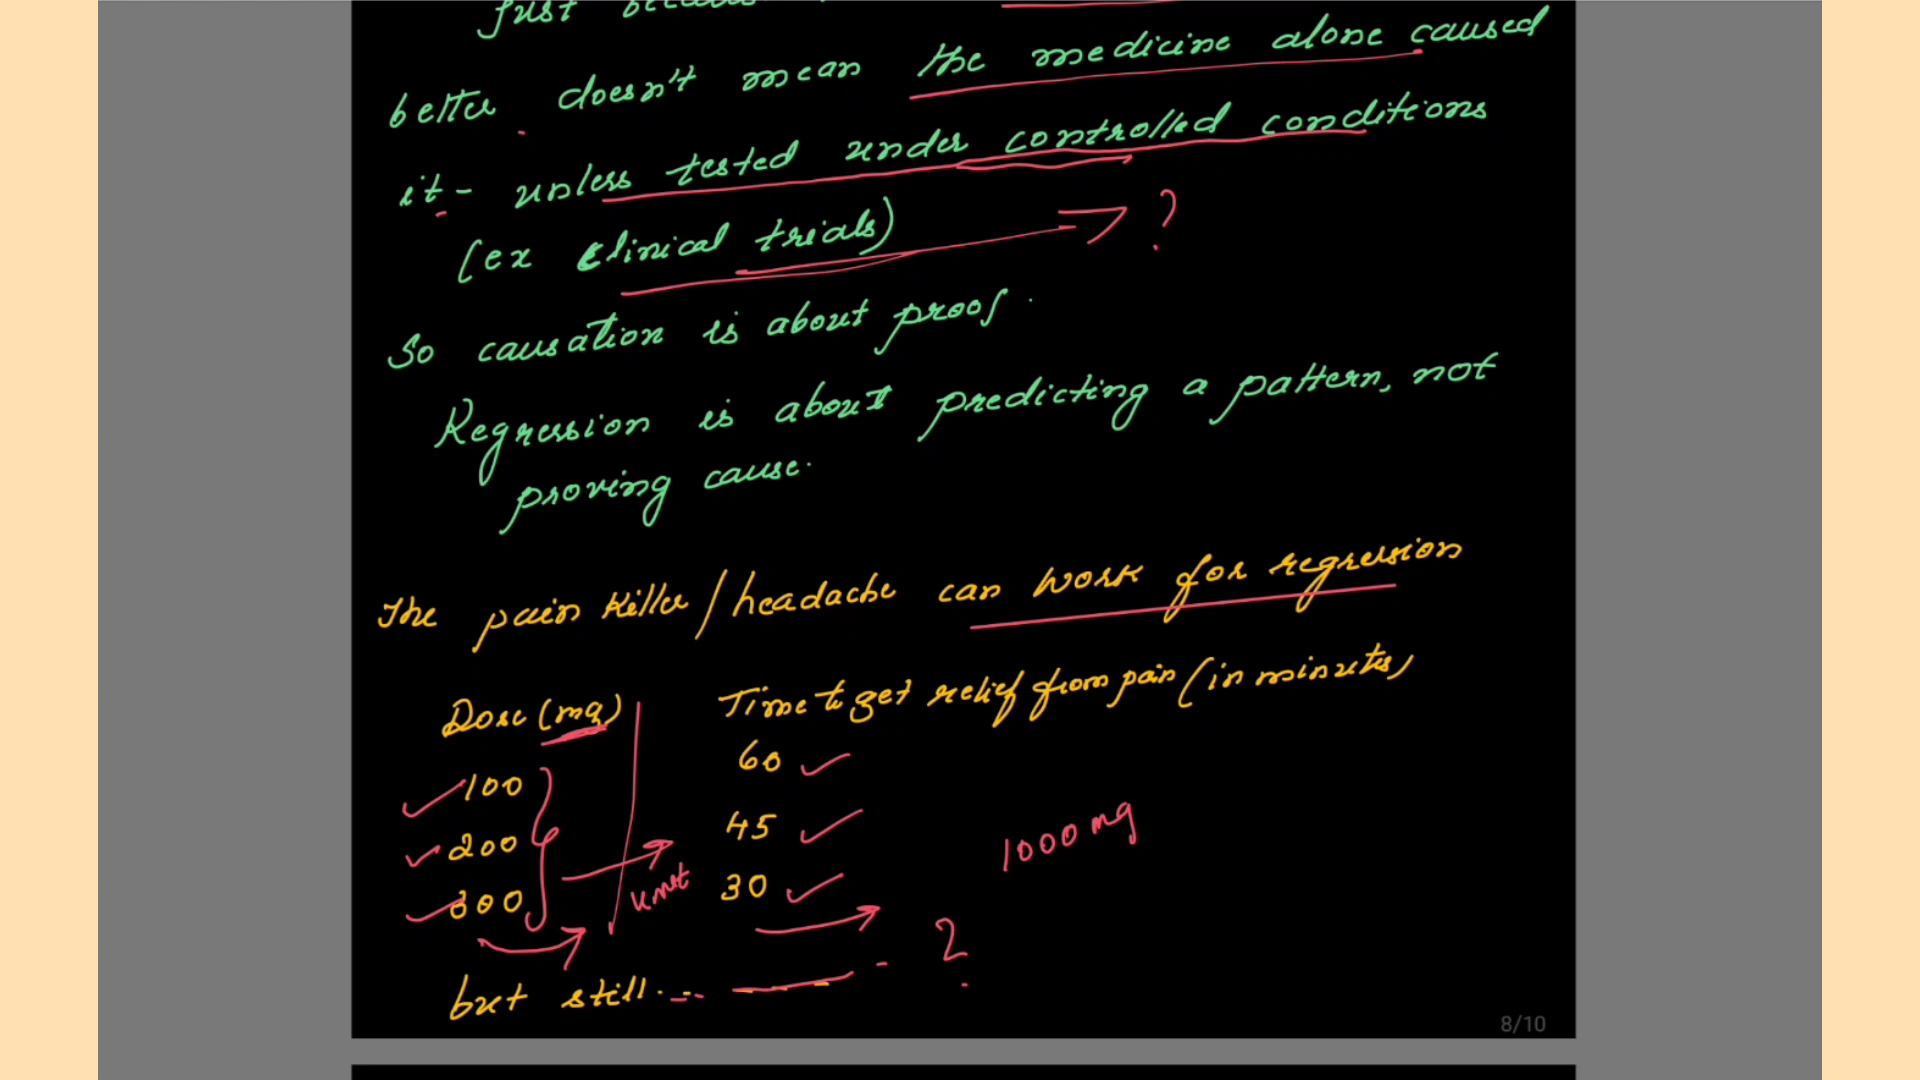 Just
better doesn't mean the medicine alone caused
it - unless tested under controlled conditions
(ex clinical trials) ?
So causation is about proof.
Regression is about predicting a pattern, not
proving cause.
The pain killer/headache can work for regression
Dose (mg) Time to get relief from pain (in minutes)
100 60
200 45
300 30
1000 mg
but still... ?
8/10